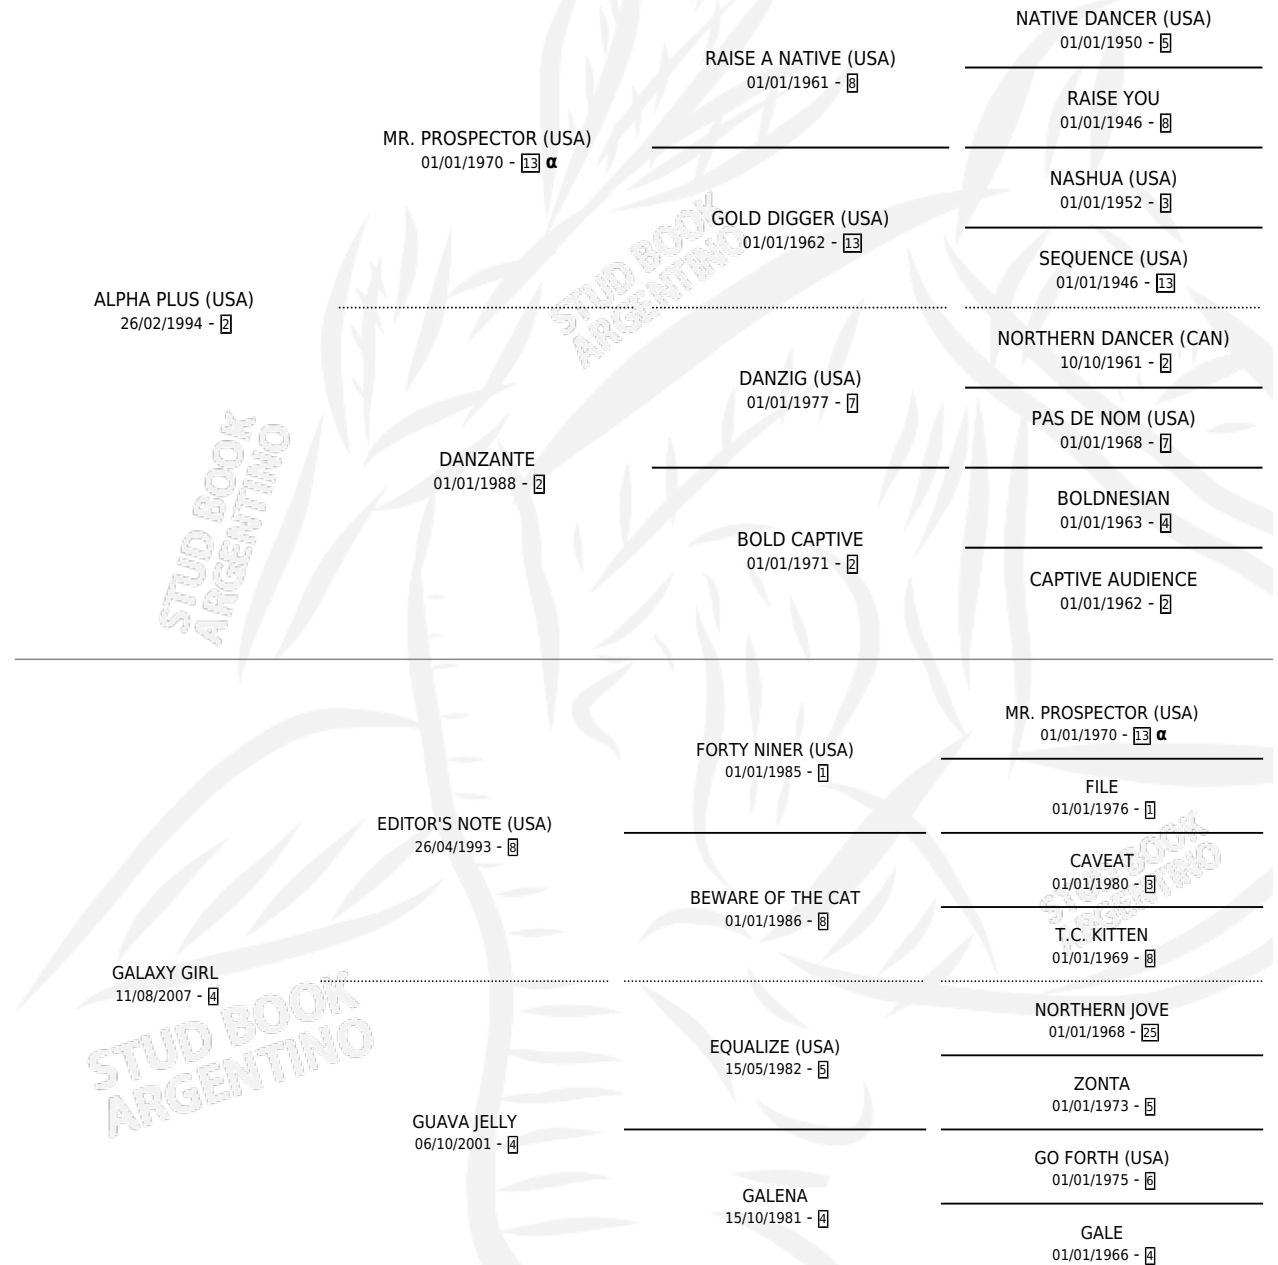 NATIVE DANCER (USA)
01/01/1950 - 5
RAISE A NATIVE (USA)
01/01/1961 - 8
RAISE YOU
01/01/1946 - 8
MR. PROSPECTOR (USA)
01/01/1970 - 13 α
NASHUA (USA)
01/01/1952 - 3
GOLD DIGGER (USA)
01/01/1962 - 13
SEQUENCE (USA)
01/01/1946 - 13
STUD BOOK
ARGENTINO
ALPHA PLUS (USA)
26/02/1994 - 2
NORTHERN DANCER (CAN)
10/10/1961 - 2
DANZIG (USA)
01/01/1977 - 7
PAS DE NOM (USA)
01/01/1968 - 7
DANZANTE
01/01/1988 - 2
BOLDNESIAN
01/01/1963 - 4
BOLD CAPTIVE
01/01/1971 - 2
CAPTIVE AUDIENCE
01/01/1962 - 2
STUD BOOK
ARGENTINO
MR. PROSPECTOR (USA)
01/01/1970 - 13 α
FORTY NINER (USA)
01/01/1985 - 1
FILE
01/01/1976 - 1
EDITOR'S NOTE (USA)
26/04/1993 - 8
CAVEAT
01/01/1980 - 3
BEWARE OF THE CAT
01/01/1986 - 8
T.C. KITTEN
01/01/1969 - 8
STUD BOOK
ARGENTINO
GALAXY GIRL
11/08/2007 - 4
NORTHERN JOVE
01/01/1968 - 25
EQUALIZE (USA)
15/05/1982 - 5
ZONTA
01/01/1973 - 5
GUAVA JELLY
06/10/2001 - 4
GO FORTH (USA)
01/01/1975 - 6
GALENA
15/10/1981 - 4
GALE
01/01/1966 - 4
STUD BOOK
ARGENTINO